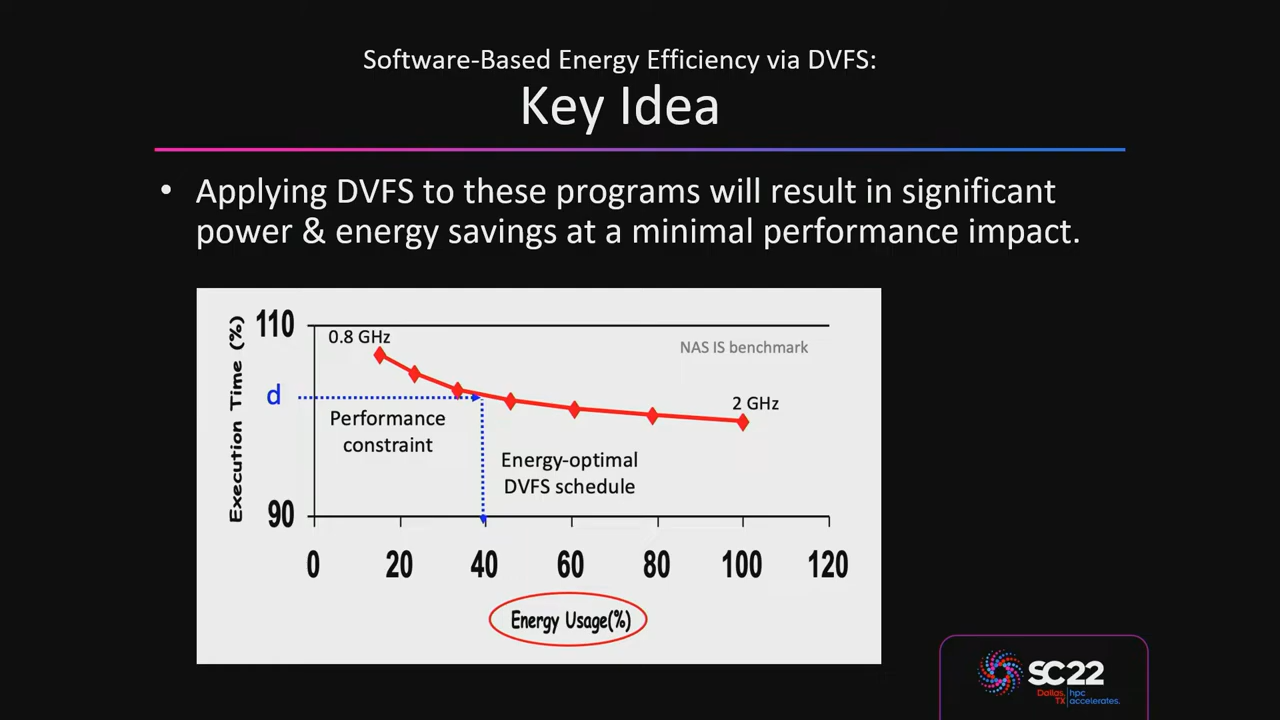 Software-Based Energy Efficiency via DVFS:
Key Idea
• Applying DVFS to these programs will result in significant
power & energy savings at a minimal performance impact.
Execution Time (%)
110
0.8 GHz
NAS IS benchmark
d
2 GHz
Performance
constraint
Energy-optimal
DVFS schedule
90
0 20 40 60 80 100 120
Energy Usage(%)
SC22
Dallas, hpc
TX accelerates.